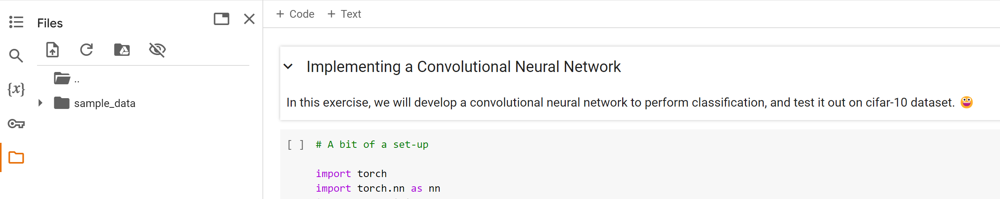 Files
..
sample_data
{x}
+ Code + Text
Implementing a Convolutional Neural Network
In this exercise, we will develop a convolutional neural network to perform classification, and test it out on cifar-10 dataset. 😀
[ ] # A bit of a set-up
import torch
import torch.nn as nn